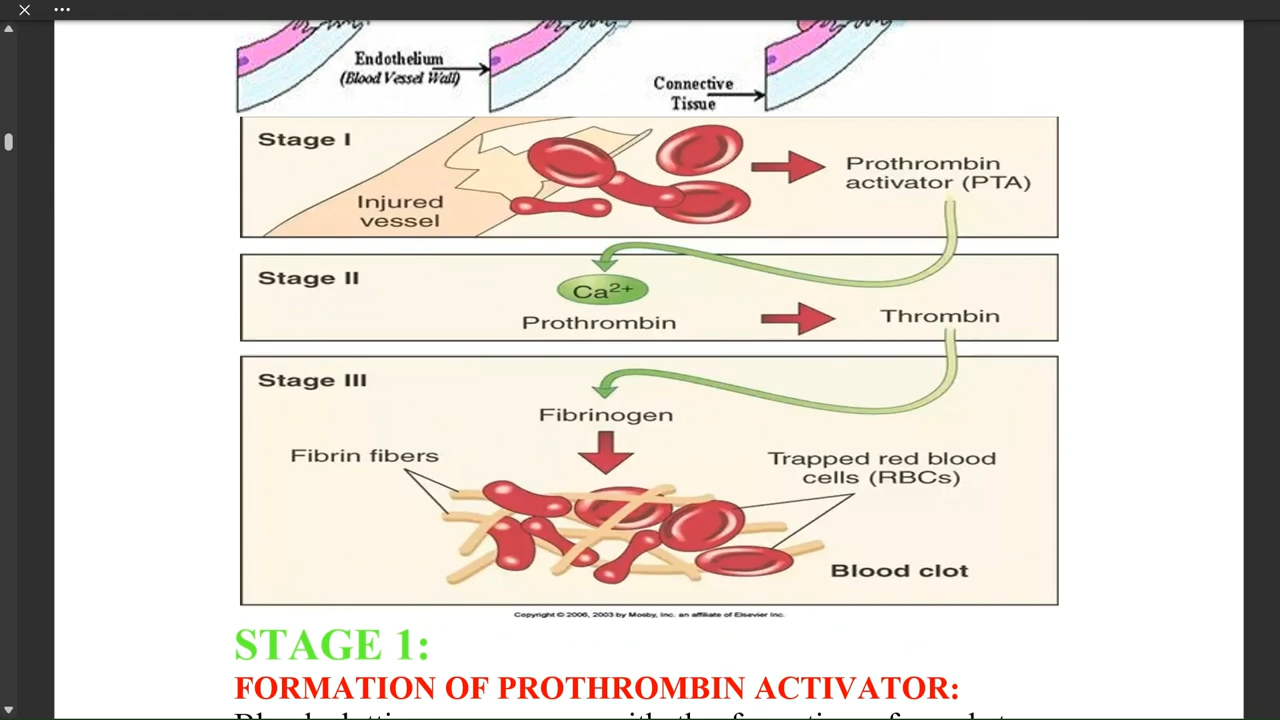 Endothelium
(Blood Vessel Wall)
Connective
Tissue
Stage I
Injured
vessel
Prothrombin
activator (PTA)
Stage II
Ca²⁺
Prothrombin
Thrombin
Stage III
Fibrinogen
Fibrin fibers
Trapped red blood
cells (RBCs)
Blood clot
Copyright © 2006, 2003 by Mosby, Inc. an affiliate of Elsevier Inc.
STAGE 1:
FORMATION OF PROTHROMBIN ACTIVATOR: